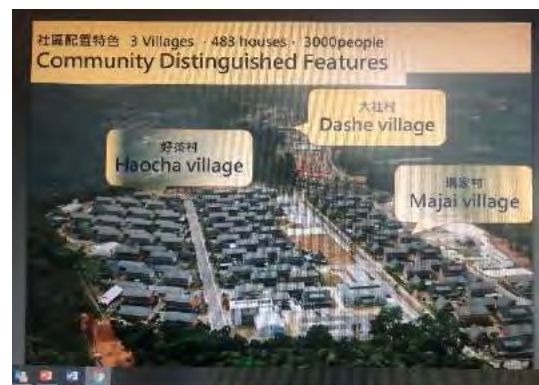 社區配置特色 3 Villages · 483 houses · 3000people
Community Distinguished Features
大社村
Dashe village
好茶村
Haocha village
瑪家村
Majai village